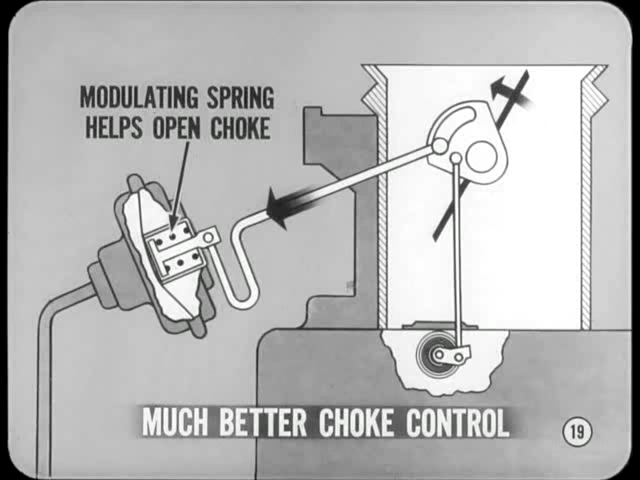 MODULATING SPRING
HELPS OPEN CHOKE
MUCH BETTER CHOKE CONTROL
19